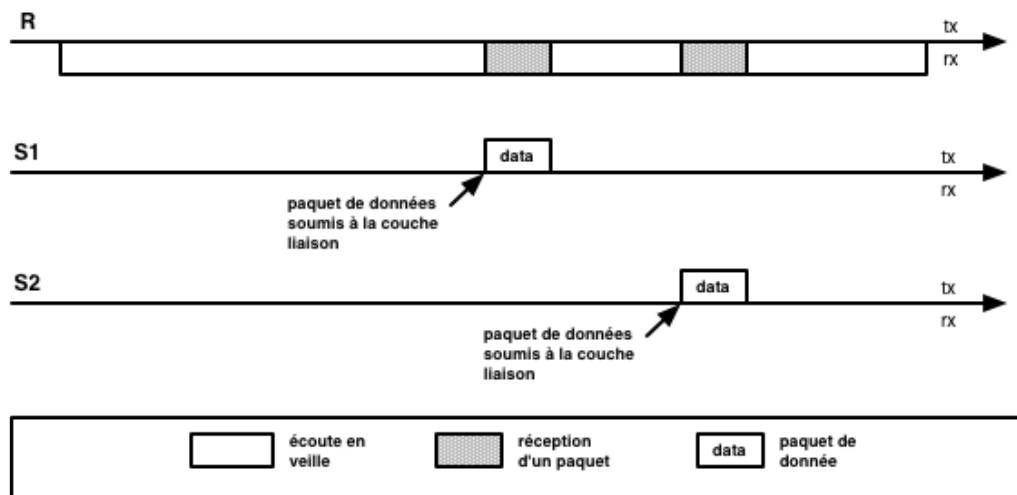 R
tx
rx
S1
data
tx
rx
paquet de données
soumis à la couche
liaison
S2
data
tx
rx
paquet de données
soumis à la couche
liaison
écoute en
veille
réception
d'un paquet
data
paquet de
donnée